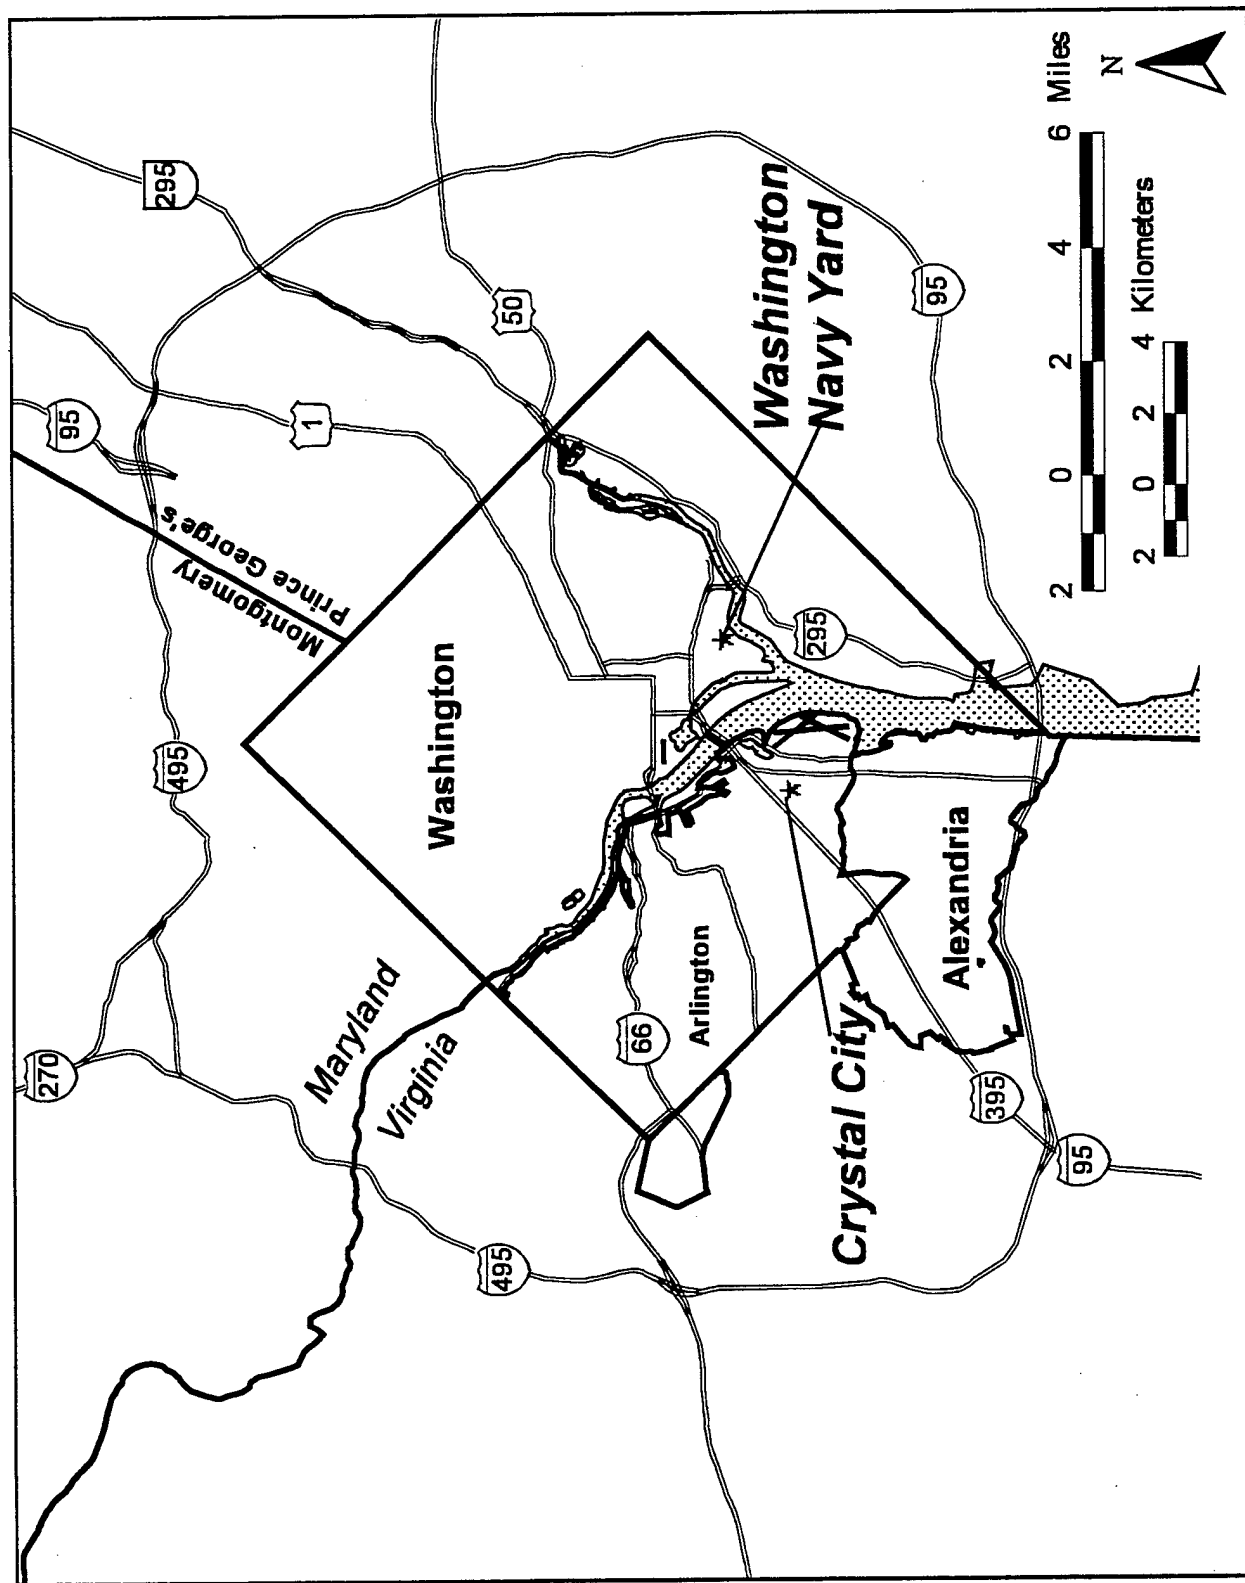 270
495
95
1
295
50
Montgomery
Prince George's
Maryland
Virginia
Washington
495
66
Arlington
Crystal City
Washington
Navy Yard
295
95
Alexandria
395
95
2 0 2 4 6 Miles
2 0 2 4 Kilometers
N